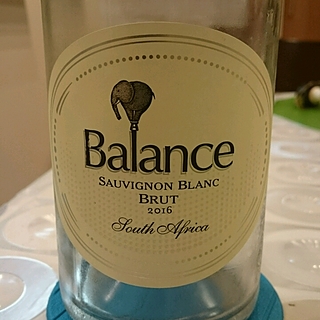 Balance
SAUVIGNON BLANC
BRUT
2016
South Africa